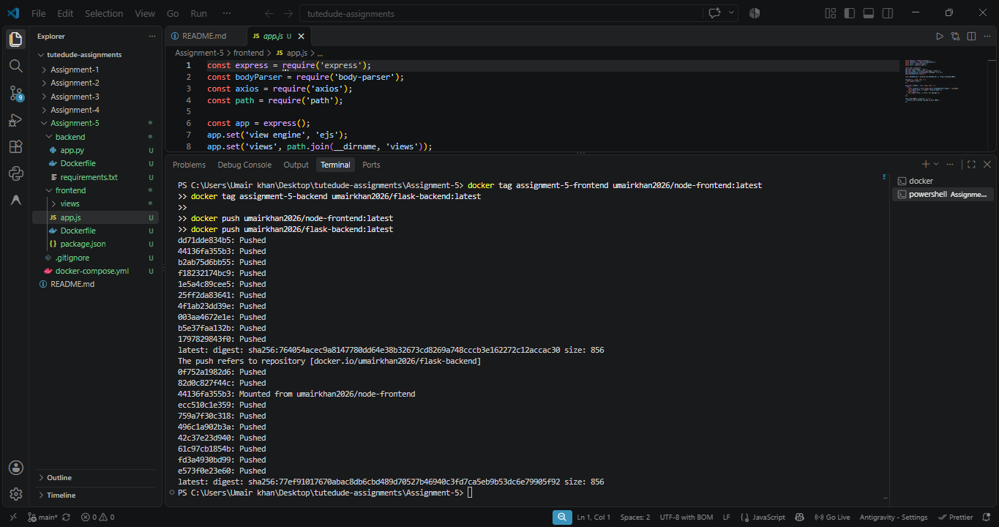 File Edit Selection View Go Run ··· tutedude-assignments
Explorer
tutedude-assignments
Assignment-1
Assignment-2
Assignment-3
Assignment-4
Assignment-5
backend
app.py U
Dockerfile U
requirements.txt U
frontend
views
JS app.js U
Dockerfile U
{} package.json U
.gitignore U
docker-compose.yml U
README.md
Outline
Timeline
9
README.md JS app.js U
Assignment-5 > frontend > JS app.js > ...
1 const express = require('express');
2 const bodyParser = require('body-parser');
3 const axios = require('axios');
4 const path = require('path');
5
6 const app = express();
7 app.set('view engine', 'ejs');
8 app.set('views', path.join(__dirname, 'views'));
Problems Debug Console Output Terminal Ports
PS C:\Users\Umair khan\Desktop\tutedude-assignments\Assignment-5> docker tag assignment-5-frontend umairkhan2026/node-frontend:latest
>> docker tag assignment-5-backend umairkhan2026/flask-backend:latest
>>
>> docker push umairkhan2026/node-frontend:latest
>> docker push umairkhan2026/flask-backend:latest
dd71dde834b5: Pushed
44136fa355b3: Pushed
b2ab75d6bb55: Pushed
f18232174bc9: Pushed
1e5a4c89cee5: Pushed
25ff2da83641: Pushed
4f1ab23dd39e: Pushed
003aa4672e1e: Pushed
b5e37faa132b: Pushed
1797829843f0: Pushed
latest: digest: sha256:764054acec9a8147780dd64e38b32673cd8269a748cccb3e162272c12accac30 size: 856
The push refers to repository [docker.io/umairkhan2026/flask-backend]
0f752a1982d6: Pushed
82d0c827f44c: Pushed
44136fa355b3: Mounted from umairkhan2026/node-frontend
ecc510c1e359: Pushed
759a7f30c318: Pushed
496c1a902b3a: Pushed
42c37e23d940: Pushed
61c97cb1854b: Pushed
fd3a4930bd99: Pushed
e573f0e23e60: Pushed
latest: digest: sha256:77ef91017670abac8db6cbd489d70527b46940c3fd7ca5eb9b53dc6e79905f92 size: 856
PS C:\Users\Umair khan\Desktop\tutedude-assignments\Assignment-5>
docker
powershell Assignme...
main* 0 0 Ln 1, Col 1 Spaces: 2 UTF-8 with BOM LF {} JavaScript Go Live Antigravity - Settings Prettier